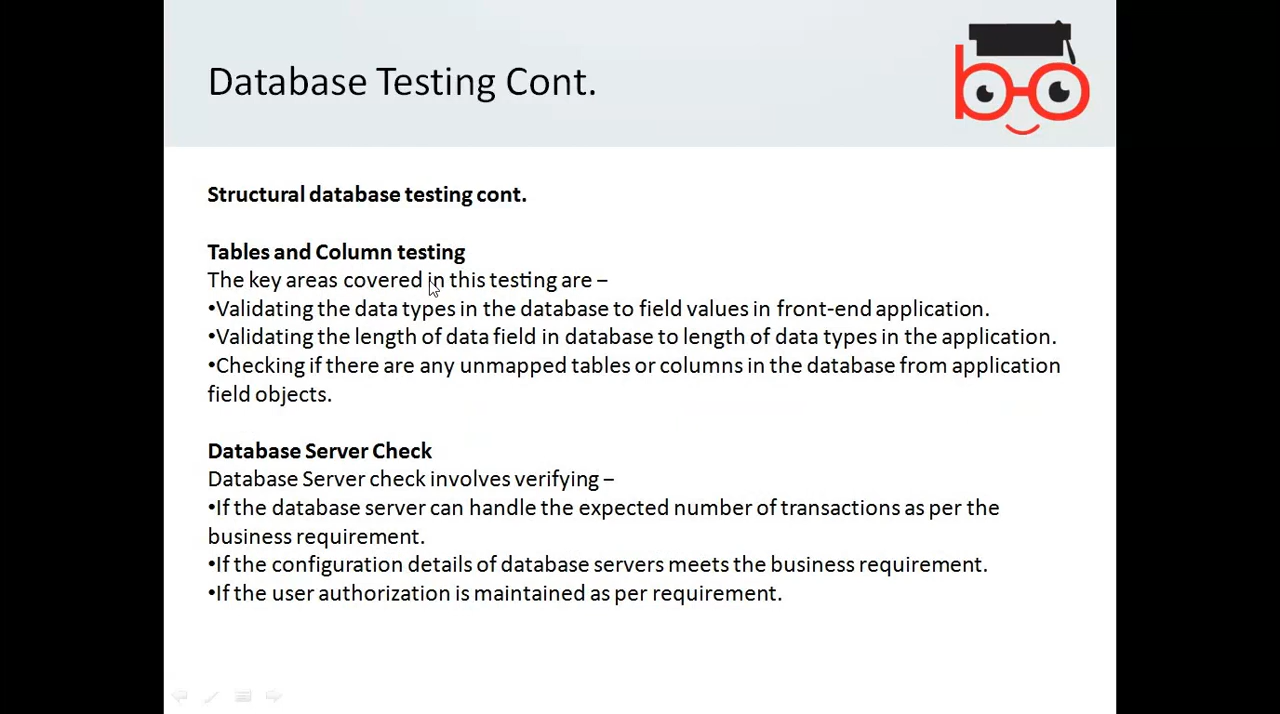 Database Testing Cont.
Structural database testing cont.
Tables and Column testing
The key areas covered in this testing are −
•Validating the data types in the database to field values in front-end application.
•Validating the length of data field in database to length of data types in the application.
•Checking if there are any unmapped tables or columns in the database from application
field objects.
Database Server Check
Database Server check involves verifying −
•If the database server can handle the expected number of transactions as per the
business requirement.
•If the configuration details of database servers meets the business requirement.
•If the user authorization is maintained as per requirement.